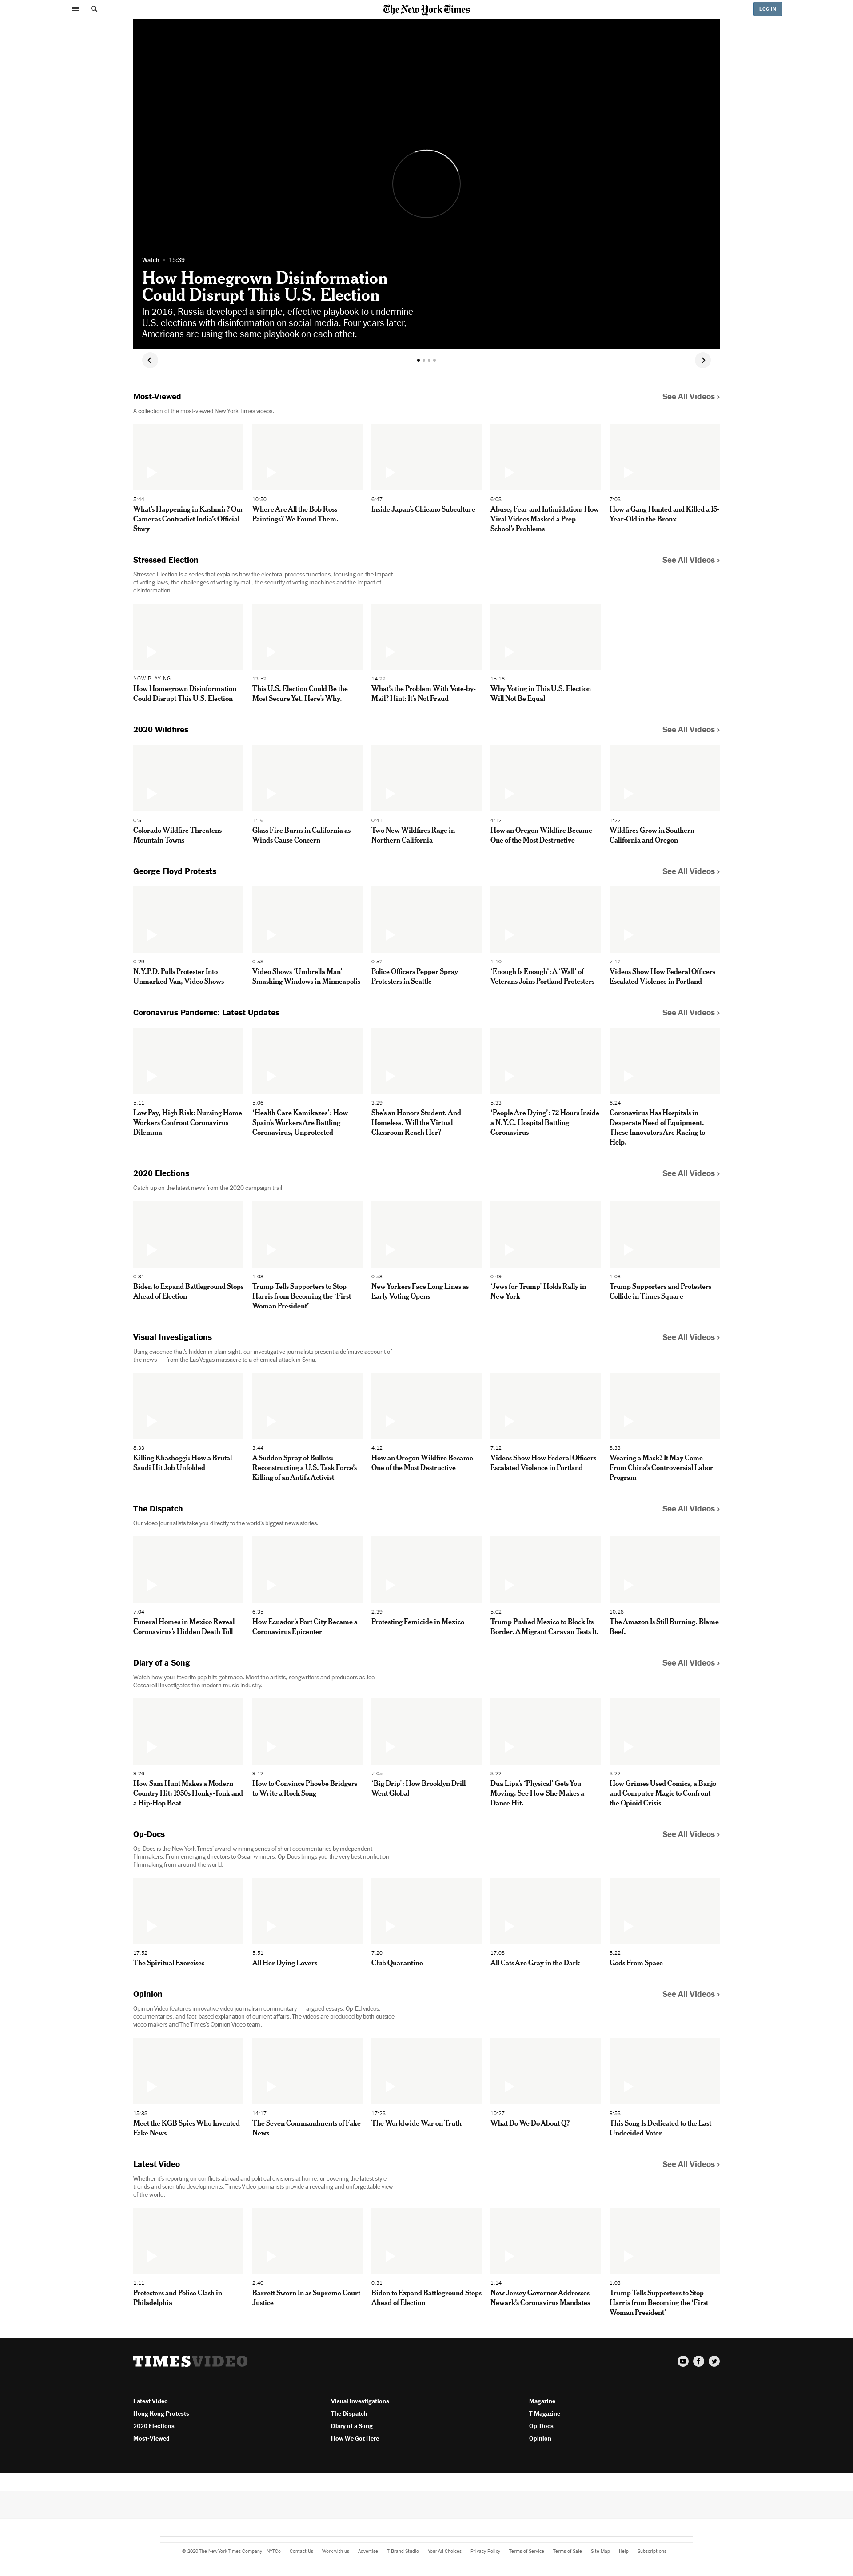 The New York Times
LOG IN
Watch • 15:39
How Homegrown Disinformation
Could Disrupt This U.S. Election
In 2016, Russia developed a simple, effective playbook to undermine
U.S. elections with disinformation on social media. Four years later,
Americans are using the same playbook on each other.
Most-Viewed
See All Videos ›
A collection of the most-viewed New York Times videos.
5:44
What's Happening in Kashmir? Our
Cameras Contradict India's Official
Story
10:50
Where Are All the Bob Ross
Paintings? We Found Them.
6:47
Inside Japan's Chicano Subculture
6:08
Abuse, Fear and Intimidation: How
Viral Videos Masked a Prep
School's Problems
7:08
How a Gang Hunted and Killed a 15-
Year-Old in the Bronx
Stressed Election
See All Videos ›
Stressed Election is a series that explains how the electoral process functions, focusing on the impact
of voting laws, the challenges of voting by mail, the security of voting machines and the impact of
disinformation.
NOW PLAYING
How Homegrown Disinformation
Could Disrupt This U.S. Election
13:52
This U.S. Election Could Be the
Most Secure Yet. Here's Why.
14:22
What's the Problem With Vote-by-
Mail? Hint: It's Not Fraud
15:16
Why Voting in This U.S. Election
Will Not Be Equal
2020 Wildfires
See All Videos ›
0:51
Colorado Wildfire Threatens
Mountain Towns
1:16
Glass Fire Burns in California as
Winds Cause Concern
0:41
Two New Wildfires Rage in
Northern California
4:12
How an Oregon Wildfire Became
One of the Most Destructive
1:22
Wildfires Grow in Southern
California and Oregon
George Floyd Protests
See All Videos ›
0:29
N.Y.P.D. Pulls Protester Into
Unmarked Van, Video Shows
0:58
Video Shows 'Umbrella Man'
Smashing Windows in Minneapolis
0:52
Police Officers Pepper Spray
Protesters in Seattle
1:10
'Enough Is Enough': A 'Wall' of
Veterans Joins Portland Protesters
7:12
Videos Show How Federal Officers
Escalated Violence in Portland
Coronavirus Pandemic: Latest Updates
See All Videos ›
5:11
Low Pay, High Risk: Nursing Home
Workers Confront Coronavirus
Dilemma
5:06
'Health Care Kamikazes': How
Spain's Workers Are Battling
Coronavirus, Unprotected
3:29
She's an Honors Student. And
Homeless. Will the Virtual
Classroom Reach Her?
5:33
'People Are Dying': 72 Hours Inside
a N.Y.C. Hospital Battling
Coronavirus
6:24
Coronavirus Has Hospitals in
Desperate Need of Equipment.
These Innovators Are Racing to
Help.
2020 Elections
See All Videos ›
Catch up on the latest news from the 2020 campaign trail.
0:31
Biden to Expand Battleground Stops
Ahead of Election
1:03
Trump Tells Supporters to Stop
Harris from Becoming the 'First
Woman President'
0:53
New Yorkers Face Long Lines as
Early Voting Opens
0:49
'Jews for Trump' Holds Rally in
New York
1:03
Trump Supporters and Protesters
Collide in Times Square
Visual Investigations
See All Videos ›
Using evidence that's hidden in plain sight, our investigative journalists present a definitive account of
the news — from the Las Vegas massacre to a chemical attack in Syria.
8:33
Killing Khashoggi: How a Brutal
Saudi Hit Job Unfolded
3:44
A Sudden Spray of Bullets:
Reconstructing a U.S. Task Force's
Killing of an Antifa Activist
4:12
How an Oregon Wildfire Became
One of the Most Destructive
7:12
Videos Show How Federal Officers
Escalated Violence in Portland
8:33
Wearing a Mask? It May Come
From China's Controversial Labor
Program
The Dispatch
See All Videos ›
Our video journalists take you directly to the world's biggest news stories.
7:04
Funeral Homes in Mexico Reveal
Coronavirus's Hidden Death Toll
6:35
How Ecuador's Port City Became a
Coronavirus Epicenter
2:39
Protesting Femicide in Mexico
5:02
Trump Pushed Mexico to Block Its
Border. A Migrant Caravan Tests It.
10:26
The Amazon Is Still Burning. Blame
Beef.
Diary of a Song
See All Videos ›
Watch how your favorite pop hits get made. Meet the artists, songwriters and producers as Joe
Coscarelli investigates the modern music industry.
9:26
How Sam Hunt Makes a Modern
Country Hit: 1950s Honky-Tonk and
a Hip-Hop Beat
9:12
How to Convince Phoebe Bridgers
to Write a Rock Song
7:05
'Big Drip': How Brooklyn Drill
Went Global
8:22
Dua Lipa's 'Physical' Gets You
Moving. See How She Makes a
Dance Hit.
8:22
How Grimes Used Comics, a Banjo
and Computer Magic to Confront
the Opioid Crisis
Op-Docs
See All Videos ›
Op-Docs is the New York Times' award-winning series of short documentaries by independent
filmmakers. From emerging directors to Oscar winners, Op-Docs brings you the very best nonfiction
filmmaking from around the world.
17:52
The Spiritual Exercises
5:51
All Her Dying Lovers
7:20
Club Quarantine
17:08
All Cats Are Gray in the Dark
5:22
Gods From Space
Opinion
See All Videos ›
Opinion Video features innovative video journalism commentary — argued essays, Op-Ed videos,
documentaries, and fact-based explanation of current affairs. The videos are produced by both outside
video makers and The Times's Opinion Video team.
15:38
Meet the KGB Spies Who Invented
Fake News
14:17
The Seven Commandments of Fake
News
17:28
The Worldwide War on Truth
10:27
What Do We Do About Q?
3:58
This Song Is Dedicated to the Last
Undecided Voter
Latest Video
See All Videos ›
Whether it's reporting on conflicts abroad and political divisions at home, or covering the latest style
trends and scientific developments, Times Video journalists provide a revealing and unforgettable view
of the world.
1:11
Protesters and Police Clash in
Philadelphia
2:40
Barrett Sworn In as Supreme Court
Justice
0:31
Biden to Expand Battleground Stops
Ahead of Election
1:14
New Jersey Governor Addresses
Newark's Coronavirus Mandates
1:03
Trump Tells Supporters to Stop
Harris from Becoming the 'First
Woman President'
TIMESVIDEO
Latest Video
Hong Kong Protests
2020 Elections
Most-Viewed
Visual Investigations
The Dispatch
Diary of a Song
How We Got Here
Magazine
T Magazine
Op-Docs
Opinion
© 2020 The New York Times Company NYTCo Contact Us Work with us Advertise T Brand Studio Your Ad Choices Privacy Policy Terms of Service Terms of Sale Site Map Help Subscriptions